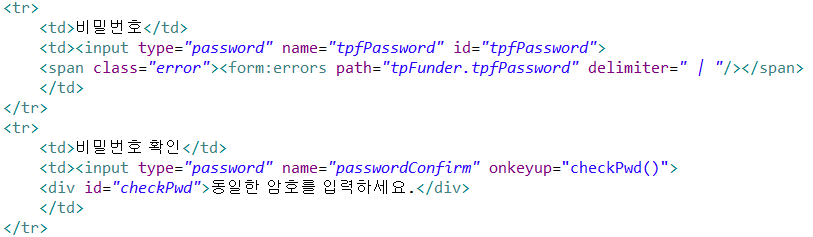 <tr>
    <td>비밀번호</td>
    <td><input type="password" name="tpfPassword" id="tpfPassword">
    <span class="error"><form:errors path="tpFunder.tpfPassword" delimiter=" | "/></span>
    </td>
</tr>
<tr>
    <td>비밀번호 확인</td>
    <td><input type="password" name="passwordConfirm" onkeyup="checkPwd()">
    <div id="checkPwd">동일한 암호를 입력하세요.</div>
    </td>
</tr>